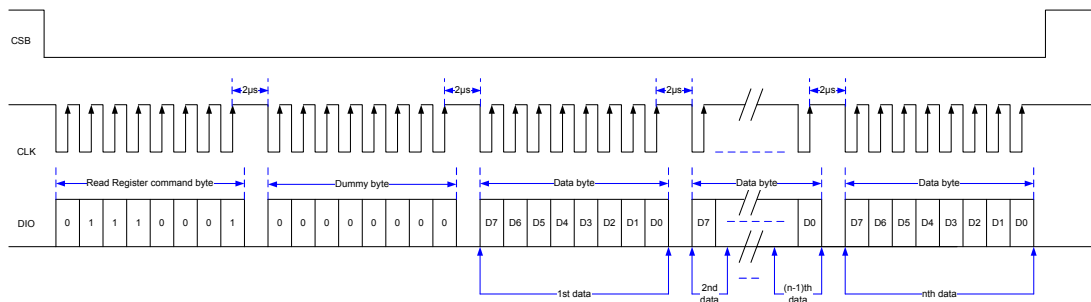 CSB
2µs 2µs 2µs 2µs
CLK
Read Register command byte Dummy byte Data byte Data byte Data byte
DIO 0 1 1 1 0 0 0 1 0 0 0 0 0 0 0 0 D7 D6 D5 D4 D3 D2 D1 D0 D7 D0 D7 D6 D5 D4 D3 D2 D1 D0
1st data 2nd data (n-1)th data nth data